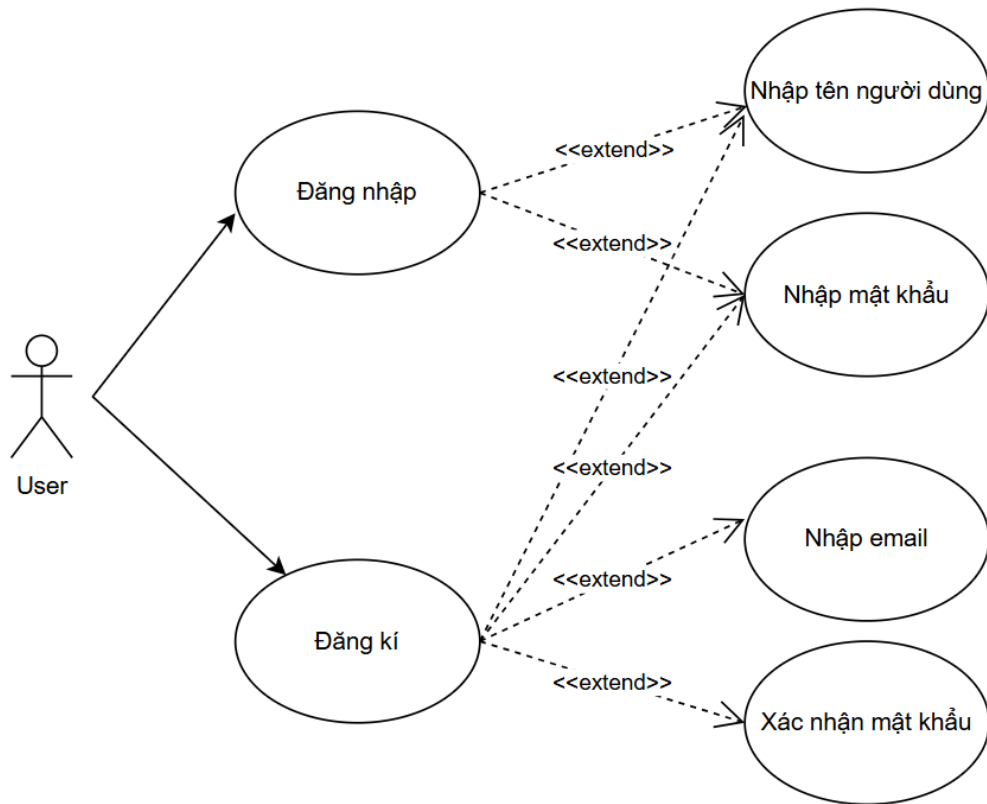 Nhập tên người dùng
<<extend>>
Đăng nhập
<<extend>>
Nhập mật khẩu
<<extend>>
<<extend>>
User
Nhập email
<<extend>>
Đăng kí
<<extend>>
Xác nhận mật khẩu